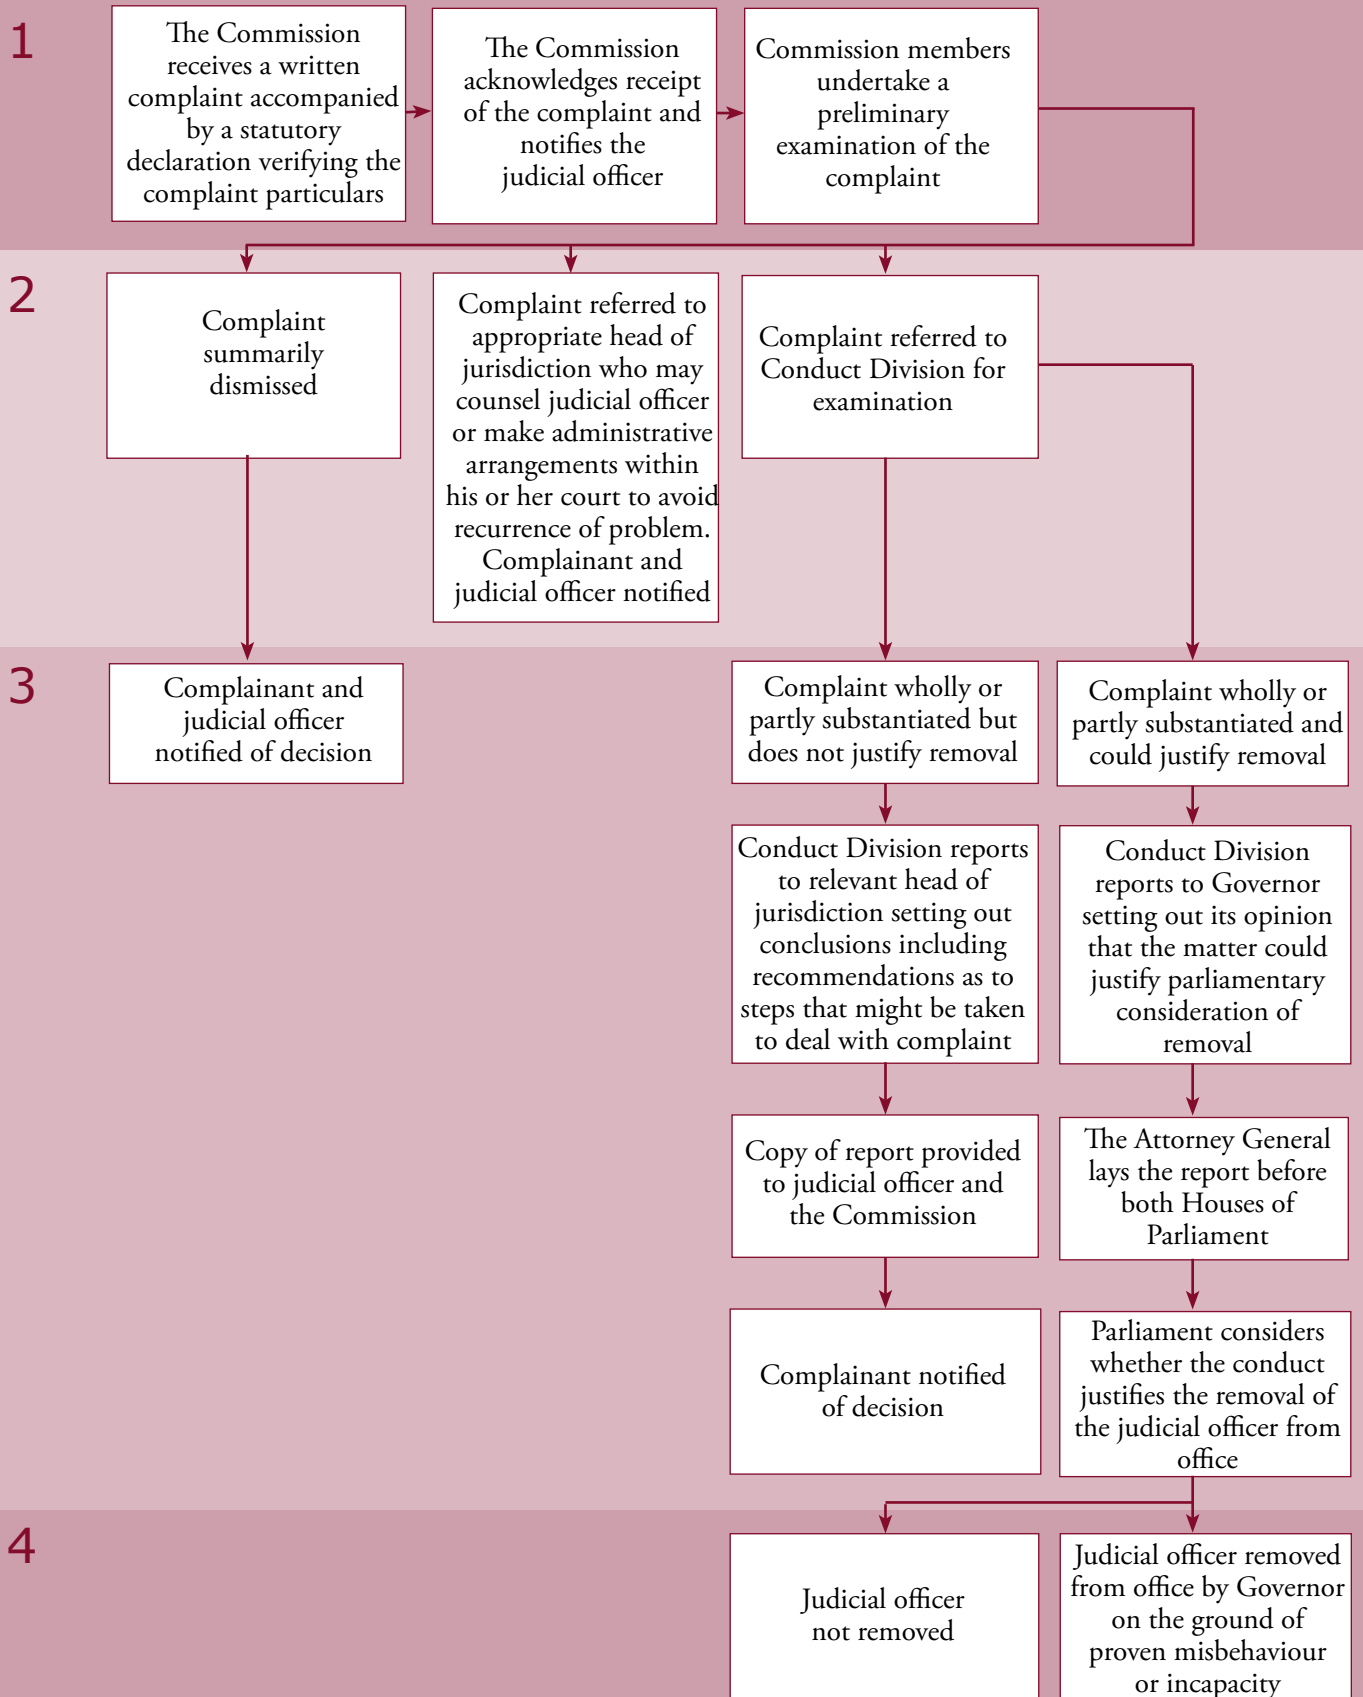 1
The Commission
receives a written
complaint accompanied
by a statutory
declaration verifying the
complaint particulars
The Commission
acknowledges receipt
of the complaint and
notifies the
judicial officer
Commission members
undertake a
preliminary
examination of the
complaint
2
Complaint
summarily
dismissed
Complaint referred to
appropriate head of
jurisdiction who may
counsel judicial officer
or make administrative
arrangements within
his or her court to avoid
recurrence of problem.
Complainant and
judicial officer notified
Complaint referred to
Conduct Division for
examination
3
Complainant and
judicial officer
notified of decision
Complaint wholly or
partly substantiated but
does not justify removal
Complaint wholly or
partly substantiated and
could justify removal
Conduct Division reports
to relevant head of
jurisdiction setting out
conclusions including
recommendations as to
steps that might be taken
to deal with complaint
Conduct Division
reports to Governor
setting out its opinion
that the matter could
justify parliamentary
consideration of
removal
Copy of report provided
to judicial officer and
the Commission
The Attorney General
lays the report before
both Houses of
Parliament
Complainant notified
of decision
Parliament considers
whether the conduct
justifies the removal of
the judicial officer from
office
4
Judicial officer
not removed
Judicial officer removed
from office by Governor
on the ground of
proven misbehaviour
or incapacity